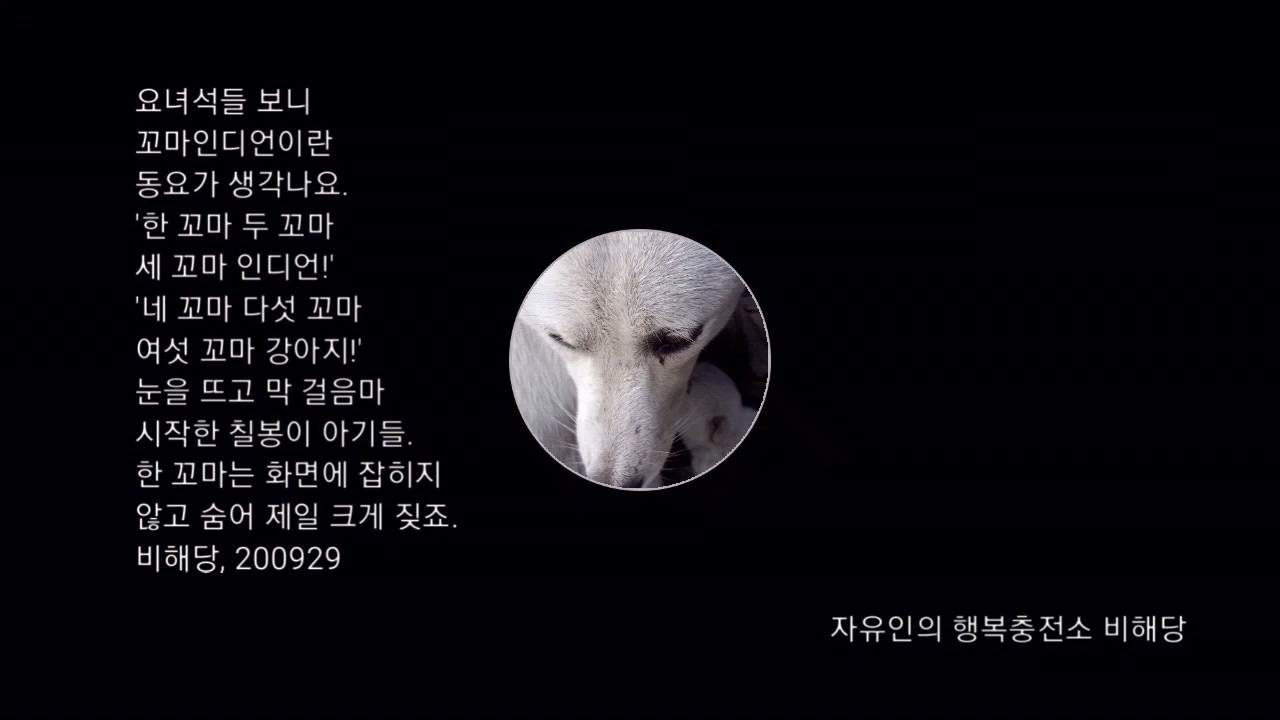 요녀석들 보니
꼬마인디언이란
동요가 생각나요.
'한 꼬마 두 꼬마
세 꼬마 인디언!'
'네 꼬마 다섯 꼬마
여섯 꼬마 강아지!'
눈을 뜨고 막 걸음마
시작한 칠봉이 아기들.
한 꼬마는 화면에 잡히지
않고 숨어 제일 크게 짖죠.
비해당, 200929
자유인의 행복충전소 비해당